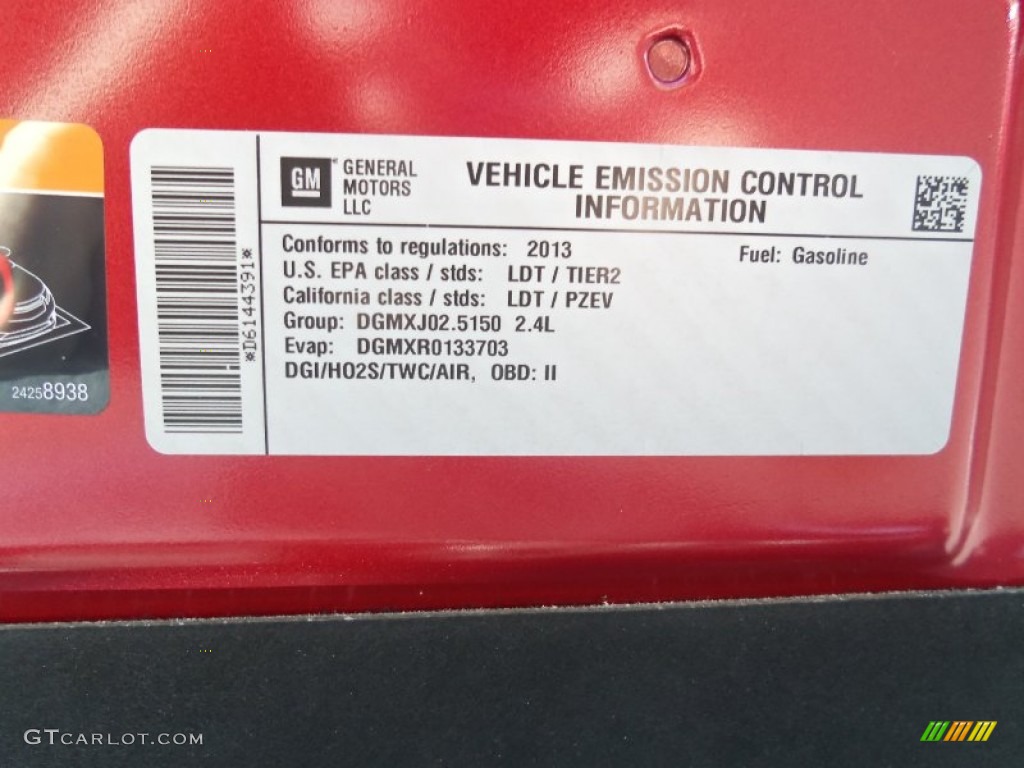 GM GENERAL
MOTORS
LLC
VEHICLE EMISSION CONTROL
INFORMATION
Conforms to regulations: 2013
Fuel: Gasoline
U.S. EPA class / stds: LDT / TIER2
California class / stds: LDT / PZEV
Group: DGMXJ02.5150 2.4L
Evap: DGMXR0133703
DGI/HO2S/TWC/AIR, OBD: II
*D6144391*
24258938
GTCARLOT.COM